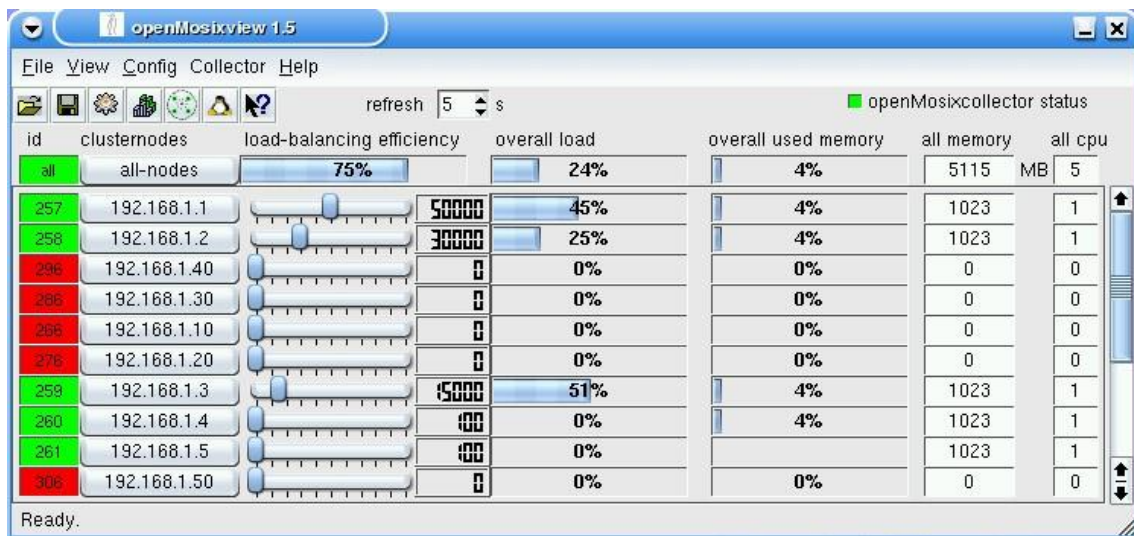 openMosixview 1.5
File View Config Collector Help
refresh 5 s openMosixcollector status
id clusternodes load-balancing efficiency overall load overall used memory all memory all cpu
all all-nodes 75% 24% 4% 5115 MB 5
257 192.168.1.1 50000 45% 4% 1023 1
258 192.168.1.2 30000 25% 4% 1023 1
296 192.168.1.40 0 0% 0% 0 0
286 192.168.1.30 0 0% 0% 0 0
266 192.168.1.10 0 0% 0% 0 0
276 192.168.1.20 0 0% 0% 0 0
259 192.168.1.3 15000 51% 4% 1023 1
260 192.168.1.4 100 0% 4% 1023 1
261 192.168.1.5 100 0% 1023 1
306 192.168.1.50 0 0% 0% 0 0
Ready.